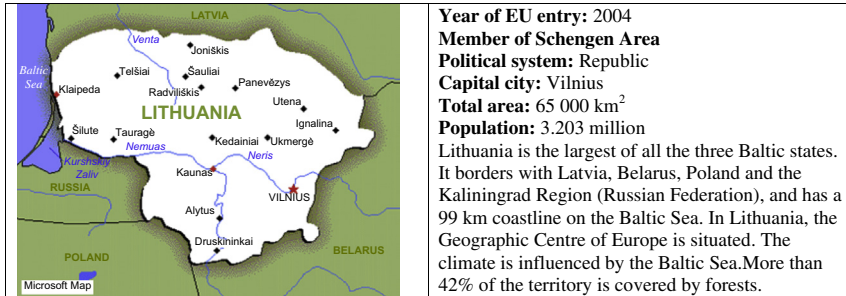 LATVIA
Venta
Joniškis
Baltic
Sea
Telšiai
Šauliai
Klaipeda
Radviliškis
Panevėzys
LITHUANIA
Utena
Ignalina
Šilute
Tauragė
Kedainiai
Ukmergė
Nemuas
Neris
Kurshskiy
Zaliv
Kaunas
RUSSIA
VILNIUS
Alytus
Druskininkai
BELARUS
POLAND
Microsoft Map
Year of EU entry: 2004
Member of Schengen Area
Political system: Republic
Capital city: Vilnius
Total area: 65 000 km²
Population: 3.203 million
Lithuania is the largest of all the three Baltic states.
It borders with Latvia, Belarus, Poland and the
Kaliningrad Region (Russian Federation), and has a
99 km coastline on the Baltic Sea. In Lithuania, the
Geographic Centre of Europe is situated. The
climate is influenced by the Baltic Sea.More than
42% of the territory is covered by forests.